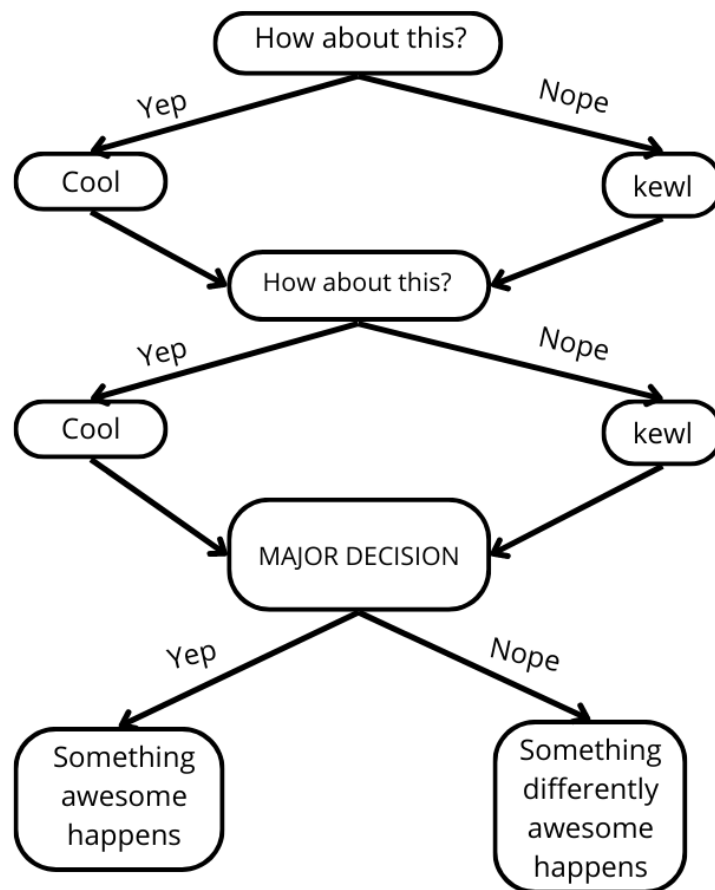 How about this?
Yep
Nope
Cool
kewl
How about this?
Yep
Nope
Cool
kewl
MAJOR DECISION
Yep
Nope
Something
awesome
happens
Something
differently
awesome
happens